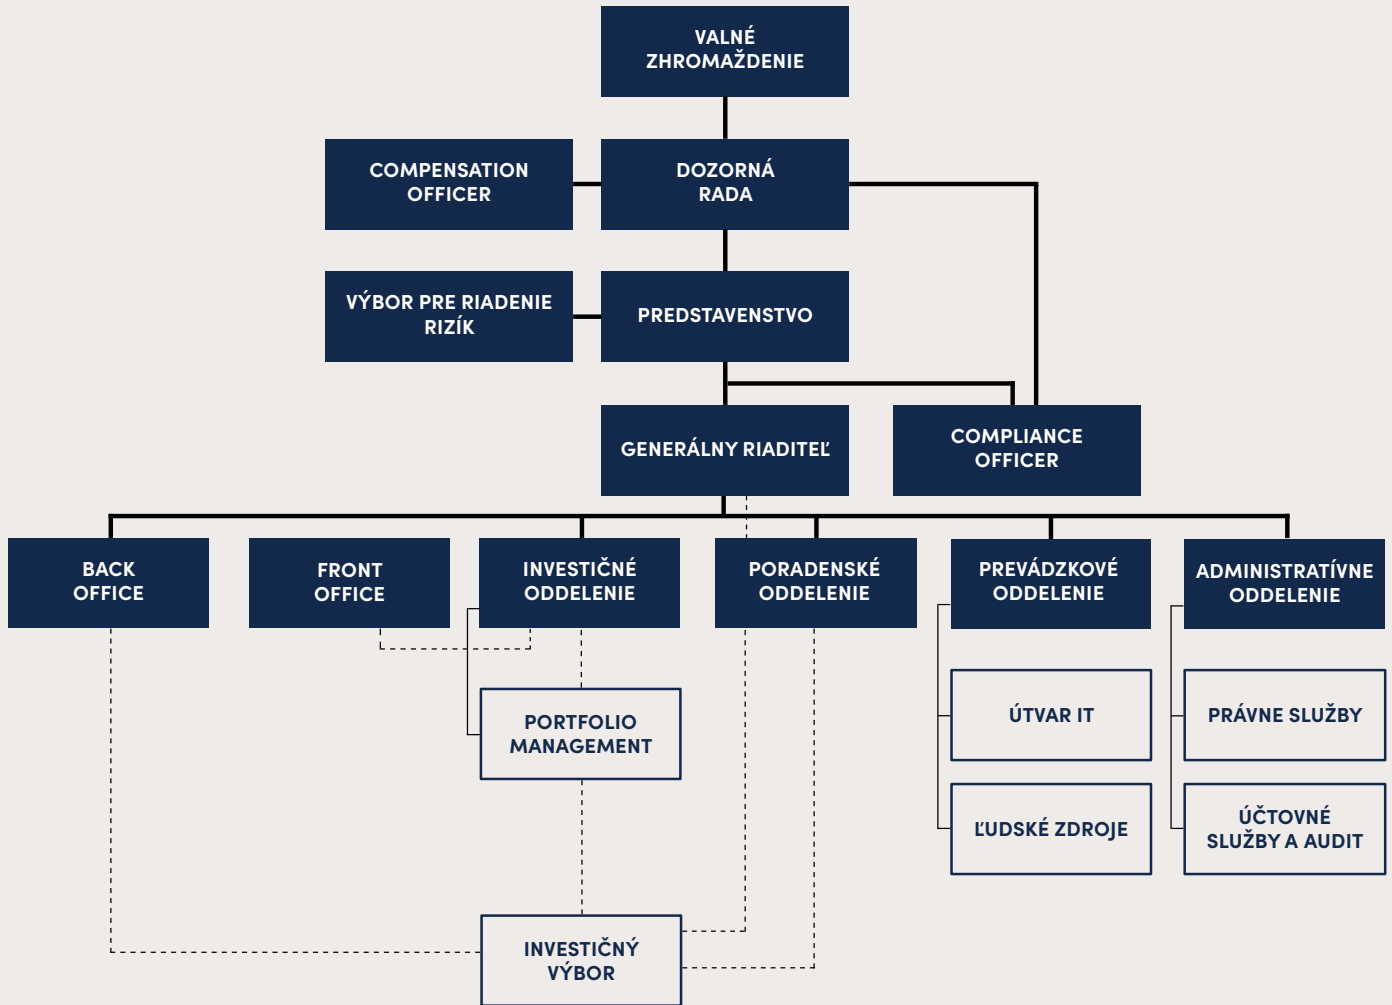 VALNÉ
ZHROMAŽDENIE
COMPENSATION
OFFICER
DOZORNÁ
RADA
VÝBOR PRE RIADENIE
RIZÍK
PREDSTAVENSTVO
GENERÁLNY RIADITEĽ
COMPLIANCE
OFFICER
BACK
OFFICE
FRONT
OFFICE
INVESTIČNÉ
ODDELENIE
PORADENSKÉ
ODDELENIE
PREVÁDZKOVÉ
ODDELENIE
ADMINISTRATÍVNE
ODDELENIE
PORTFOLIO
MANAGEMENT
ÚTVAR IT
PRÁVNE SLUŽBY
ĽUDSKÉ ZDROJE
ÚČTOVNÉ
SLUŽBY A AUDIT
INVESTIČNÝ
VÝBOR